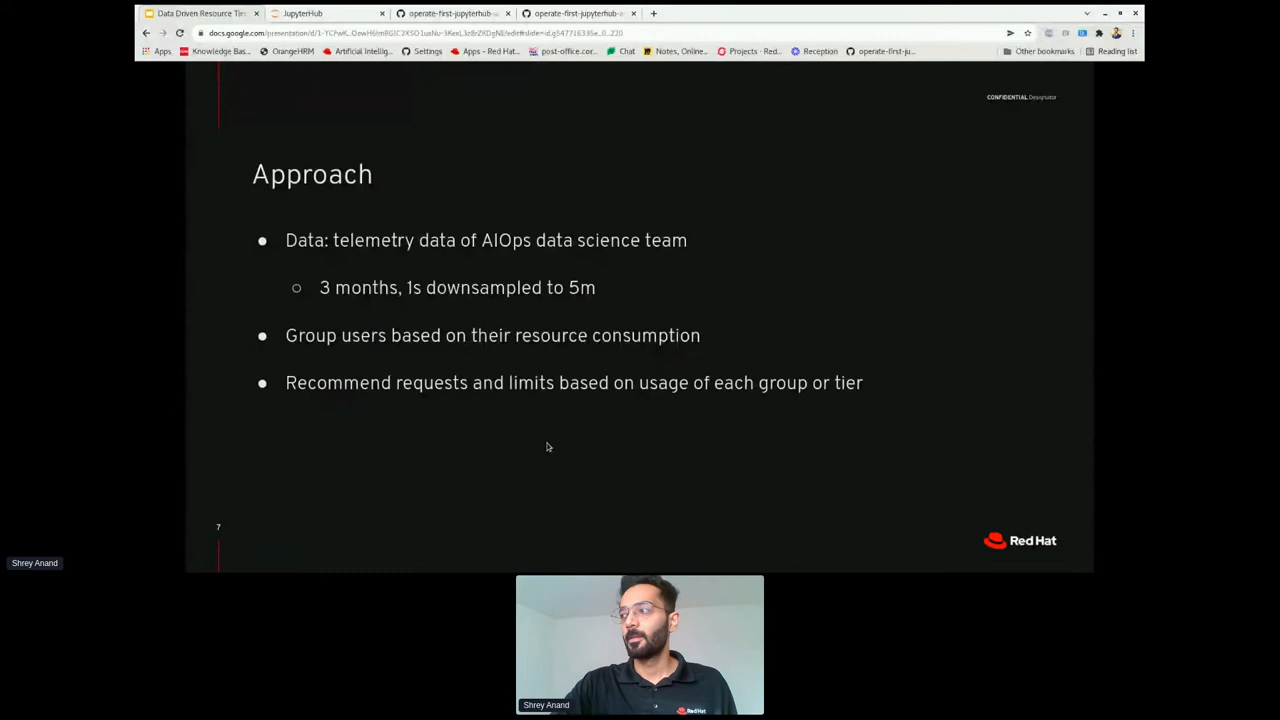 Data Driven Resource Tie
JupyterHub
operate-first-jupyterhub-a
operate-first-jupyterhub-a
Apps
Knowledge Bas...
OrangeHRM
Artificial Intellig...
Settings
Apps - Red Hat...
post-office.cor...
Chat
Notes, Online...
Projects - Red...
Reception
operate-first-ju...
Other bookmarks
Reading list
CONFIDENTIAL Designator
Approach
● Data: telemetry data of AIOps data science team
○ 3 months, 1s downsampled to 5m
● Group users based on their resource consumption
● Recommend requests and limits based on usage of each group or tier
7
Red Hat
Shrey Anand
Shrey Anand
Red Hat